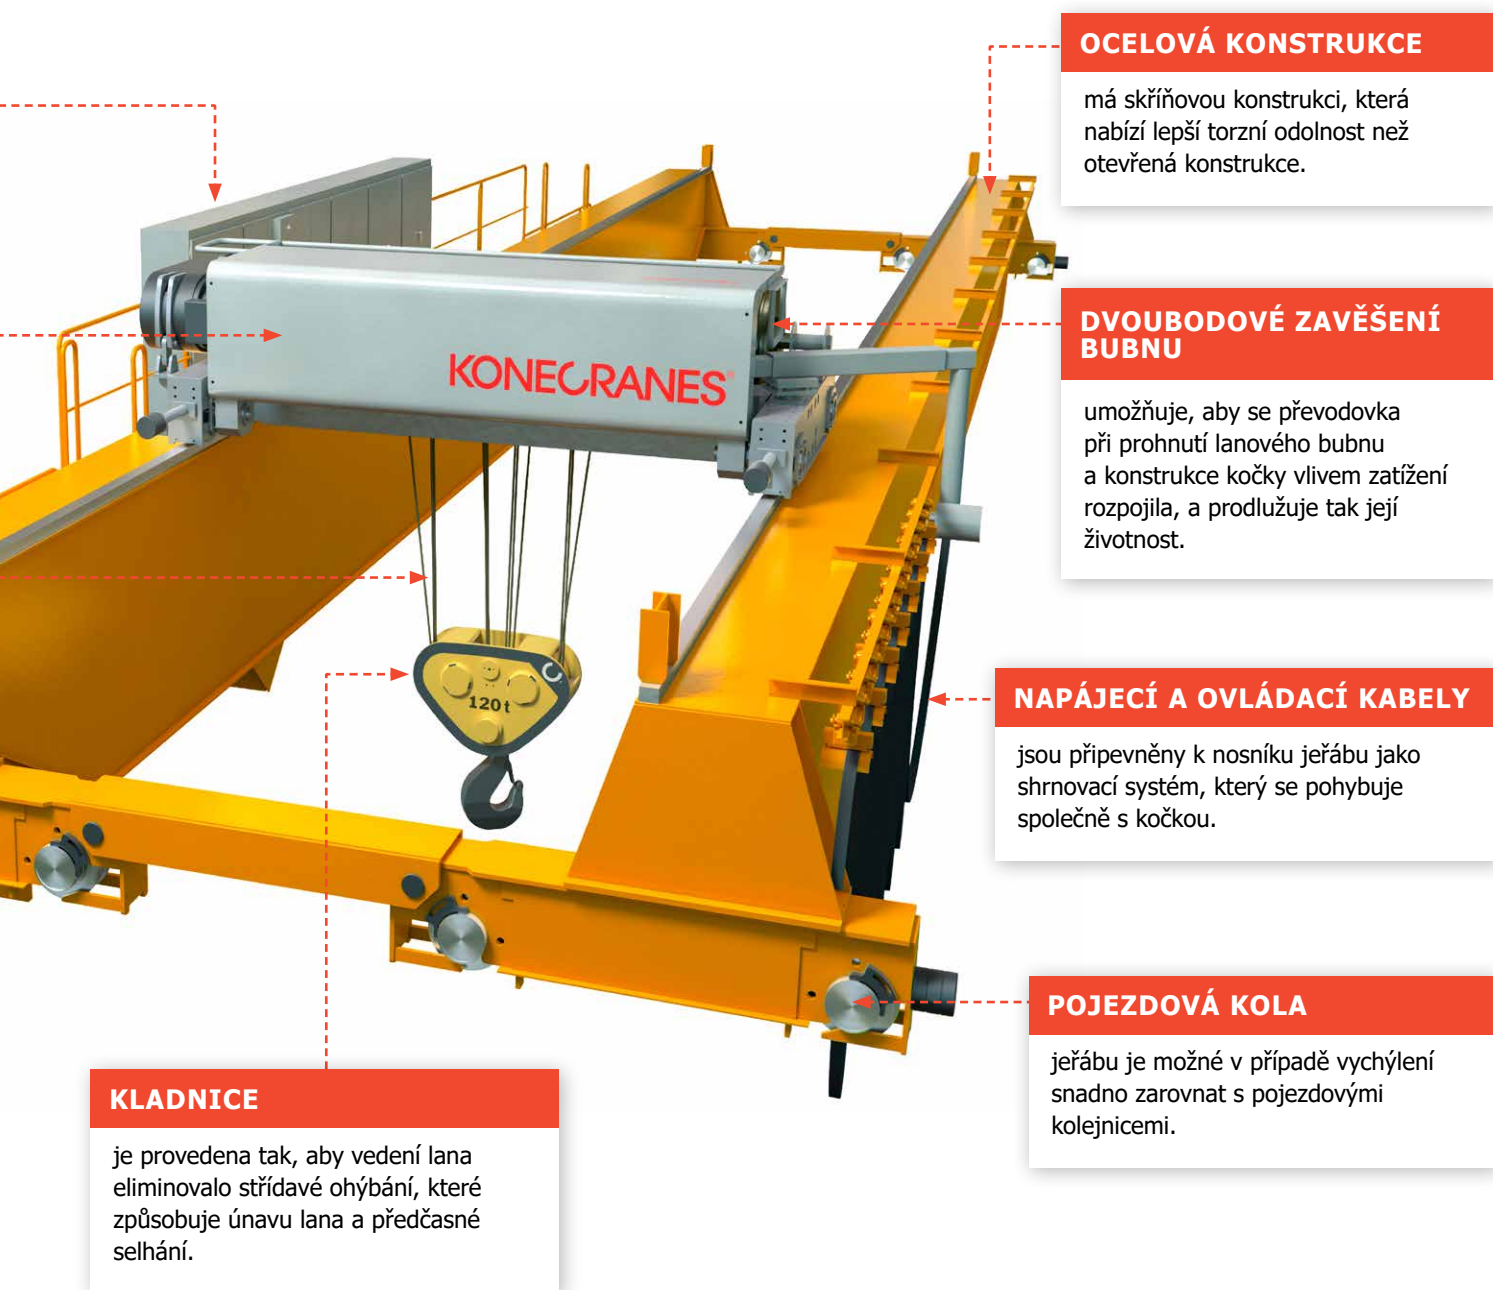 OCELOVÁ KONSTRUKCE
má skříňovou konstrukci, která
nabízí lepší torzní odolnost než
otevřená konstrukce.
DVOUBODOVÉ ZAVĚŠENÍ
BUBNU
umožňuje, aby se převodovka
při prohnutí lanového bubnu
a konstrukce kočky vlivem zatížení
rozpojila, a prodlužuje tak její
životnost.
KONECRANES®
120t
NAPÁJECÍ A OVLÁDACÍ KABELY
jsou připevněny k nosníku jeřábu jako
shrnovací systém, který se pohybuje
společně s kočkou.
POJEZDOVÁ KOLA
jeřábu je možné v případě vychýlení
snadno zarovnat s pojezdovými
kolejnicemi.
KLADNICE
je provedena tak, aby vedení lana
eliminovalo střídavé ohýbání, které
způsobuje únavu lana a předčasné
selhání.